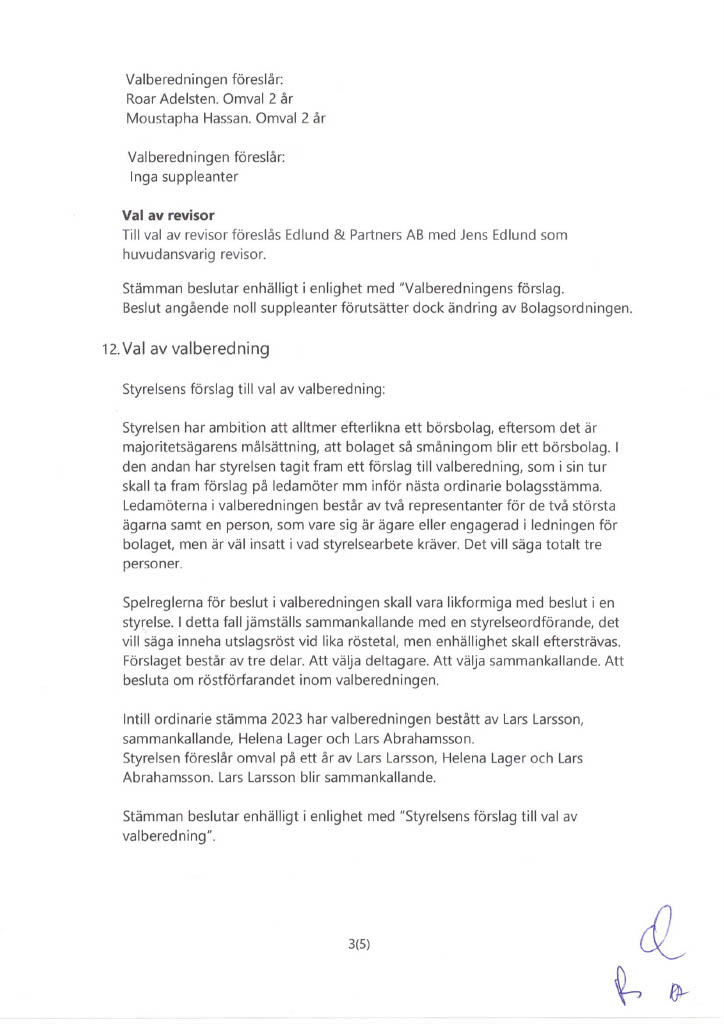 Valberedningen föreslår:
Roar Adelsten. Omval 2 år
Moustapha Hassan. Omval 2 år
Valberedningen föreslår:
Inga suppleanter
Val av revisor
Till val av revisor föreslås Edlund & Partners AB med Jens Edlund som
huvudansvarig revisor.
Stämman beslutar enhälligt i enlighet med "Valberedningens förslag.
Beslut angående noll suppleanter förutsätter dock ändring av Bolagsordningen.
12. Val av valberedning
Styrelsens förslag till val av valberedning:
Styrelsen har ambition att alltmer efterlikna ett börsbolag, eftersom det är
majoritetsägarens målsättning, att bolaget så småningom blir ett börsbolag. I
den andan har styrelsen tagit fram ett förslag till valberedning, som i sin tur
skall ta fram förslag på ledamöter mm inför nästa ordinarie bolagsstämma.
Ledamöterna i valberedningen består av två representanter för de två största
ägarna samt en person, som vare sig är ägare eller engagerad i ledningen för
bolaget, men är väl insatt i vad styrelsearbete kräver. Det vill säga totalt tre
personer.
Spelreglerna för beslut i valberedningen skall vara likformiga med beslut i en
styrelse. I detta fall jämställs sammankallande med en styrelseordförande, det
vill säga inneha utslagsröst vid lika röstetal, men enhällighet skall eftersträvas.
Förslaget består av tre delar. Att välja deltagare. Att välja sammankallande. Att
besluta om röstförfarandet inom valberedningen.
Intill ordinarie stämma 2023 har valberedningen bestått av Lars Larsson,
sammankallande, Helena Lager och Lars Abrahamsson.
Styrelsen föreslår omval på ett år av Lars Larsson, Helena Lager och Lars
Abrahamsson. Lars Larsson blir sammankallande.
Stämman beslutar enhälligt i enlighet med "Styrelsens förslag till val av
valberedning".
3(5)